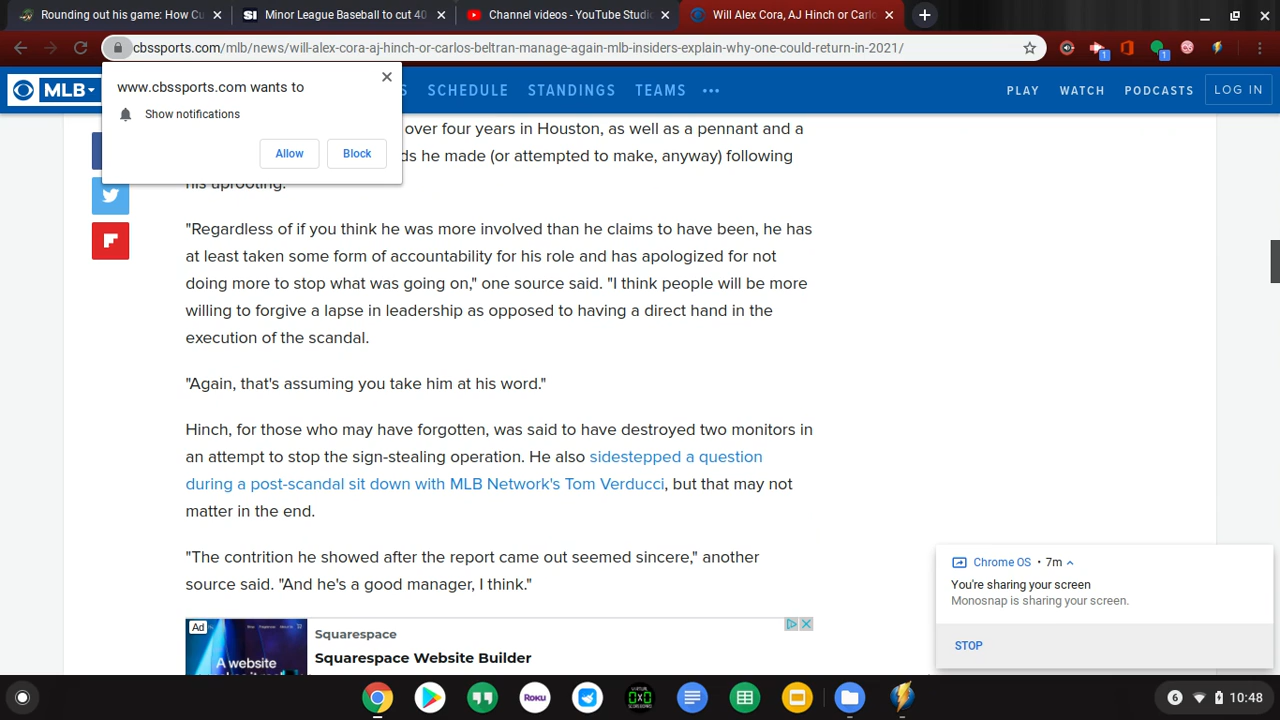 Rounding out his game: How Cu
Minor League Baseball to cut 40
Channel videos - YouTube Studio
Will Alex Cora, AJ Hinch or Carlo
cbssports.com/mlb/news/will-alex-cora-aj-hinch-or-carlos-beltran-manage-again-mlb-insiders-explain-why-one-could-return-in-2021/
MLB
SCHEDULE STANDINGS TEAMS •••
PLAY WATCH PODCASTS LOG IN
www.cbssports.com wants to
Show notifications
Allow Block
over four years in Houston, as well as a pennant and a
ds he made (or attempted to make, anyway) following
his uprooting.
"Regardless of if you think he was more involved than he claims to have been, he has
at least taken some form of accountability for his role and has apologized for not
doing more to stop what was going on," one source said. "I think people will be more
willing to forgive a lapse in leadership as opposed to having a direct hand in the
execution of the scandal.
"Again, that's assuming you take him at his word."
Hinch, for those who may have forgotten, was said to have destroyed two monitors in
an attempt to stop the sign-stealing operation. He also sidestepped a question
during a post-scandal sit down with MLB Network's Tom Verducci, but that may not
matter in the end.
"The contrition he showed after the report came out seemed sincere," another
source said. "And he's a good manager, I think."
Ad
A website
Squarespace
Squarespace Website Builder
Chrome OS • 7m
You're sharing your screen
Monosnap is sharing your screen.
STOP
Roku
6 10:48